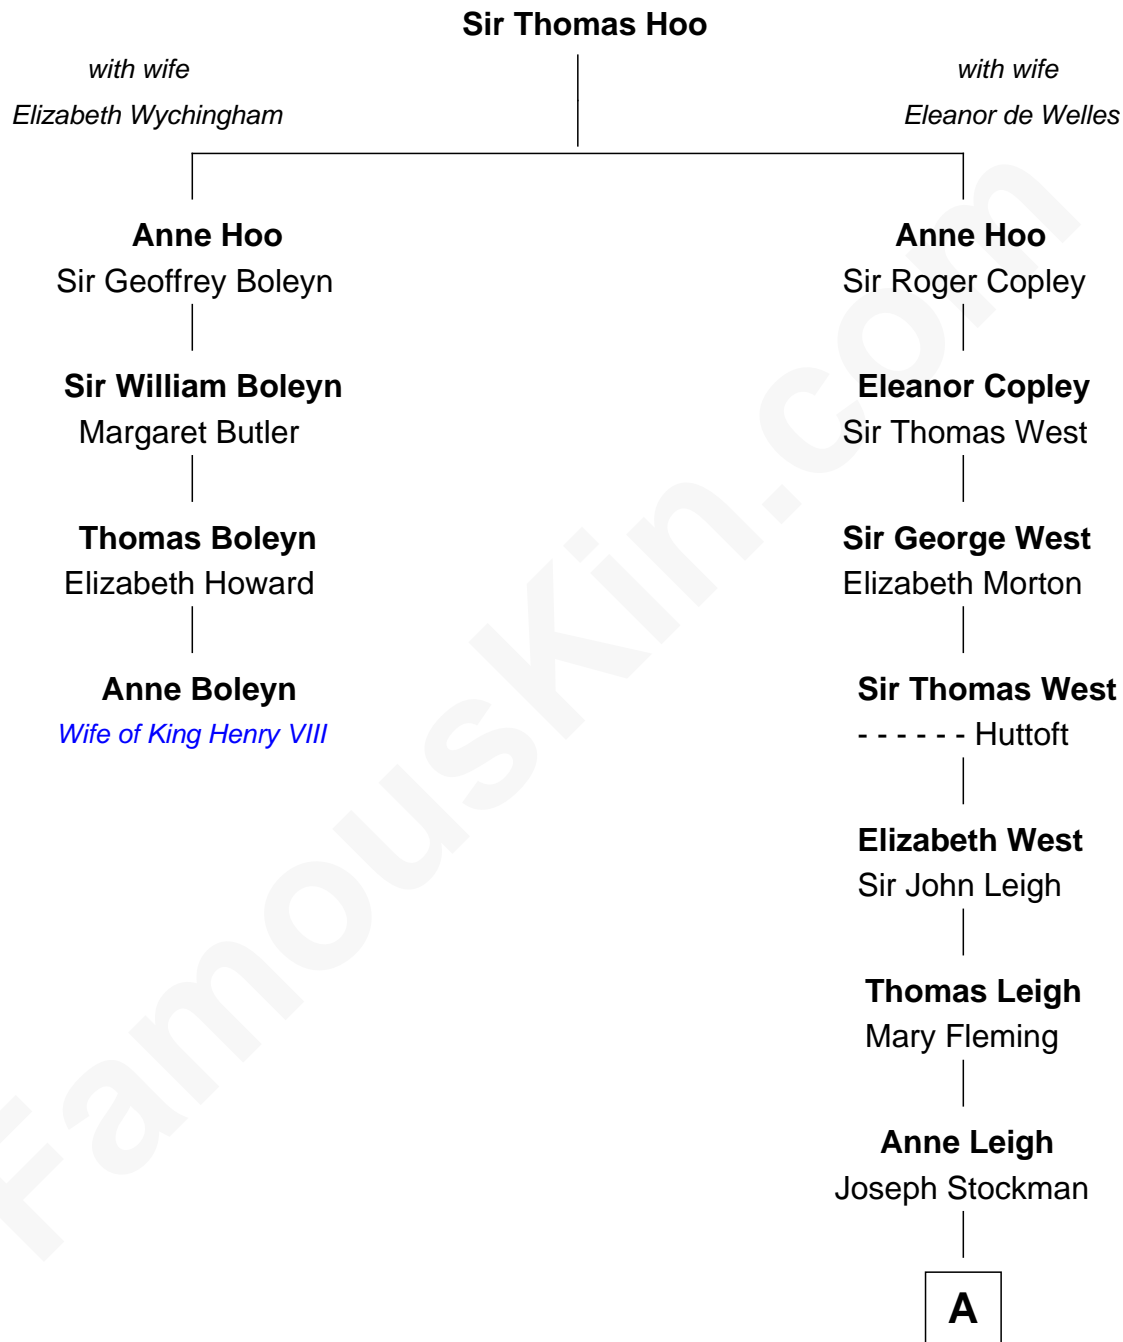 Sir Thomas Hoo
with wife
Elizabeth Wychingham
with wife
Eleanor de Welles
Anne Hoo
Sir Geoffrey Boleyn
Sir William Boleyn
Margaret Butler
Thomas Boleyn
Elizabeth Howard
Anne Boleyn
Wife of King Henry VIII
Anne Hoo
Sir Roger Copley
Eleanor Copley
Sir Thomas West
Sir George West
Elizabeth Morton
Sir Thomas West
- - - - - - Huttoft
Elizabeth West
Sir John Leigh
Thomas Leigh
Mary Fleming
Anne Leigh
Joseph Stockman
A
FamousKin.com